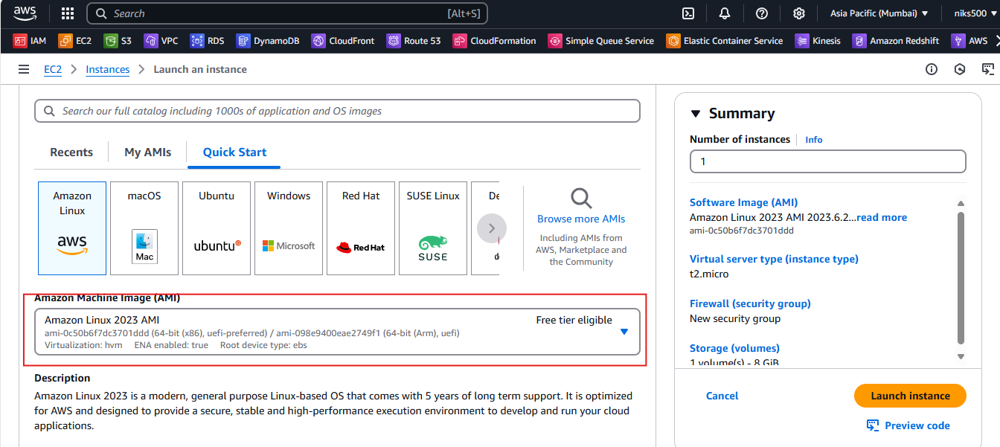 aws
Search [Alt+S]
Asia Pacific (Mumbai) niks500
IAM EC2 S3 VPC RDS DynamoDB CloudFront Route 53 CloudFormation Simple Queue Service Elastic Container Service Kinesis Amazon Redshift AWS
EC2 Instances Launch an instance
Search our full catalog including 1000s of application and OS images
Recents My AMIs Quick Start
Amazon Linux
aws
macOS
Mac
Ubuntu
ubuntu
Windows
Microsoft
Red Hat
Red Hat
SUSE Linux
SUSE
De
Browse more AMIs
Including AMIs from
AWS, Marketplace and
the Community
Amazon Machine Image (AMI)
Amazon Linux 2023 AMI Free tier eligible
ami-0c50b6f7dc3701ddd (64-bit (x86), uefi-preferred) / ami-098e9400eae2749f1 (64-bit (Arm), uefi)
Virtualization: hvm ENA enabled: true Root device type: ebs
Description
Amazon Linux 2023 is a modern, general purpose Linux-based OS that comes with 5 years of long term support. It is optimized
for AWS and designed to provide a secure, stable and high-performance execution environment to develop and run your cloud
applications.
Summary
Number of instances Info
1
Software Image (AMI)
Amazon Linux 2023 AMI 2023.6.2...read more
ami-0c50b6f7dc3701ddd
Virtual server type (instance type)
t2.micro
Firewall (security group)
New security group
Storage (volumes)
1 volume(s) - 8 GiB
Cancel Launch instance
Preview code